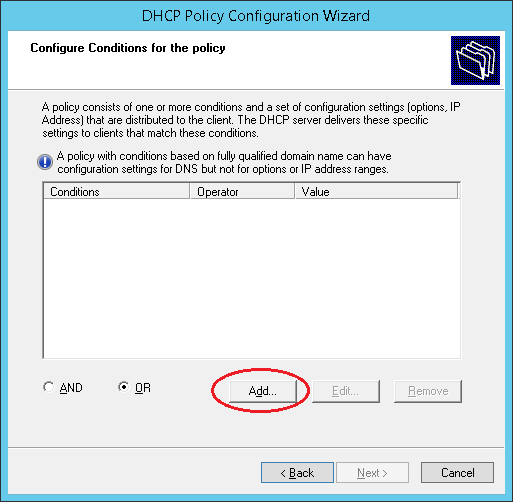 DHCP Policy Configuration Wizard
Configure Conditions for the policy
A policy consists of one or more conditions and a set of configuration settings (options, IP
Address) that are distributed to the client. The DHCP server delivers these specific
settings to clients that match these conditions.
A policy with conditions based on fully qualified domain name can have
configuration settings for DNS but not for options or IP address ranges.
Conditions Operator Value
AND OR Add... Edit... Remove
< Back Next > Cancel